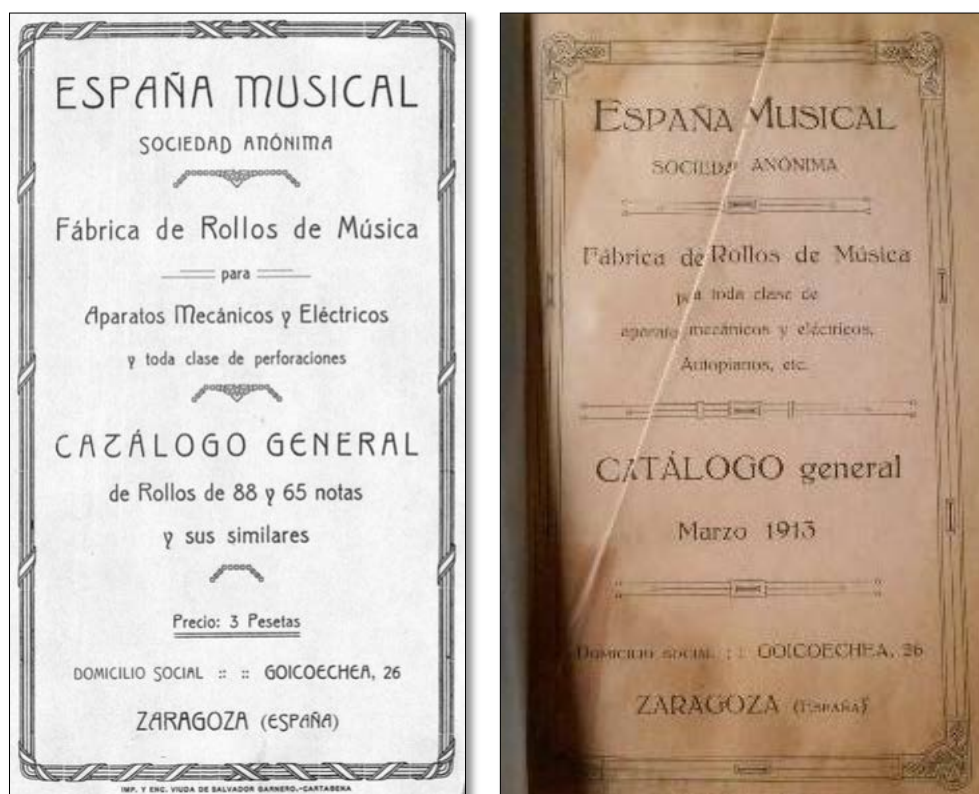 ESPAÑA MUSICAL
SOCIEDAD ANÓNIMA
Fábrica de Rollos de Música
para
Aparatos Mecánicos y Eléctricos
y toda clase de perforaciones
CATÁLOGO GENERAL
de Rollos de 88 y 65 notas
y sus similares
Precio: 3 Pesetas
DOMICILIO SOCIAL :: :: GOICOECHEA, 26
ZARAGOZA (ESPAÑA)
IMP. Y ENC. VIUDA DE SALVADOR GARNERO.-CARTAGENA
ESPAÑA MUSICAL
SOCIEDA ANÓNIMA
Fábrica de Rollos de Música
para toda clase de
aparatos mecánicos y eléctricos,
Autopianos, etc.
CATÁLOGO general
Marzo 1913
DOMICILIO SOCIAL :: GOICOECHEA, 26
ZARAGOZA (ESPAÑA)